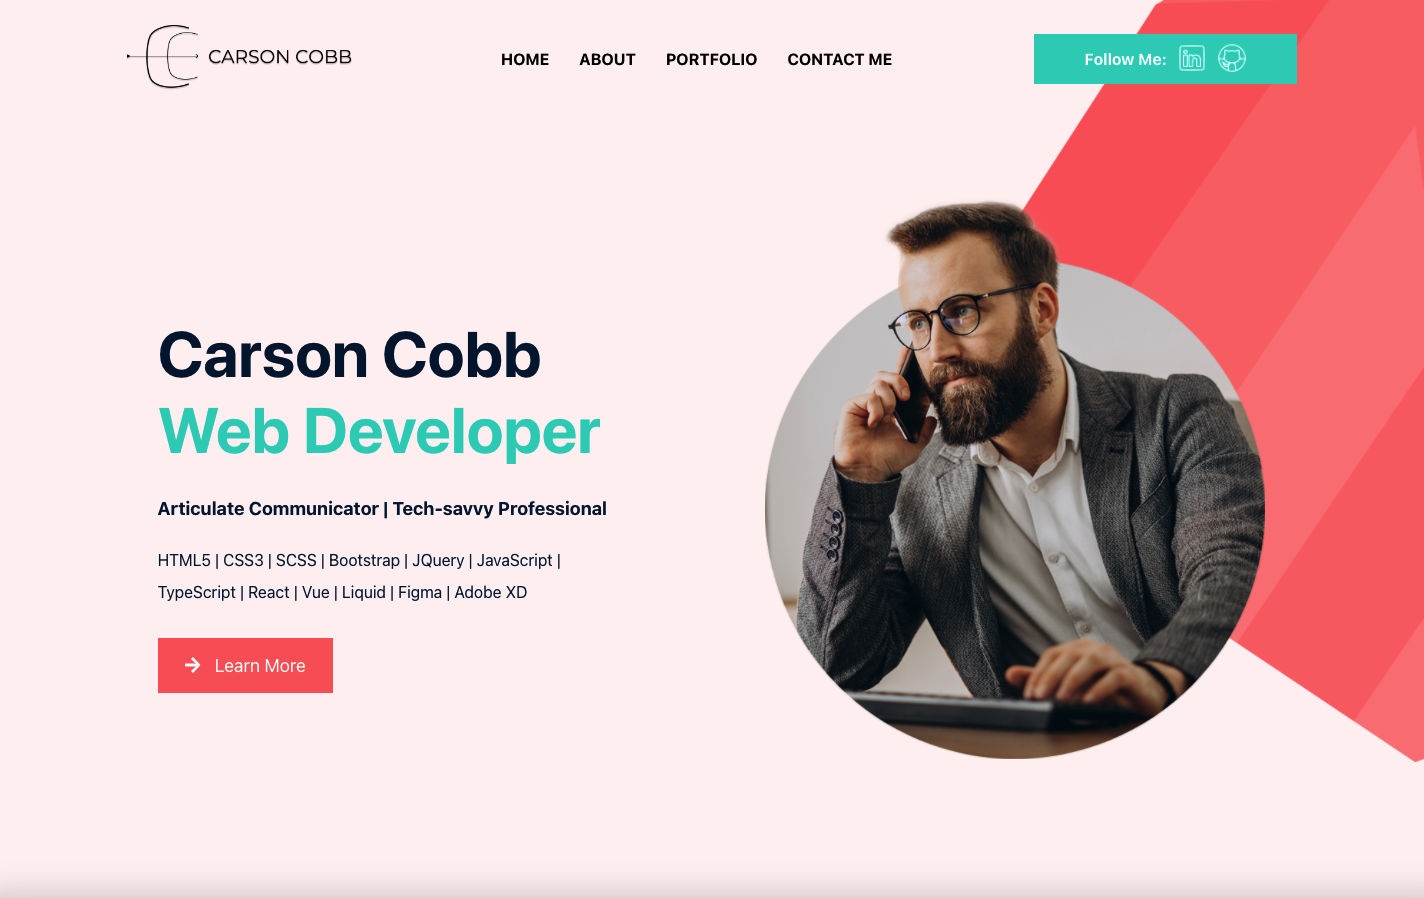 CARSON COBB
HOME ABOUT PORTFOLIO CONTACT ME
Follow Me:
Carson Cobb
Web Developer
Articulate Communicator | Tech-savvy Professional
HTML5 | CSS3 | SCSS | Bootstrap | JQuery | JavaScript |
TypeScript | React | Vue | Liquid | Figma | Adobe XD
Learn More